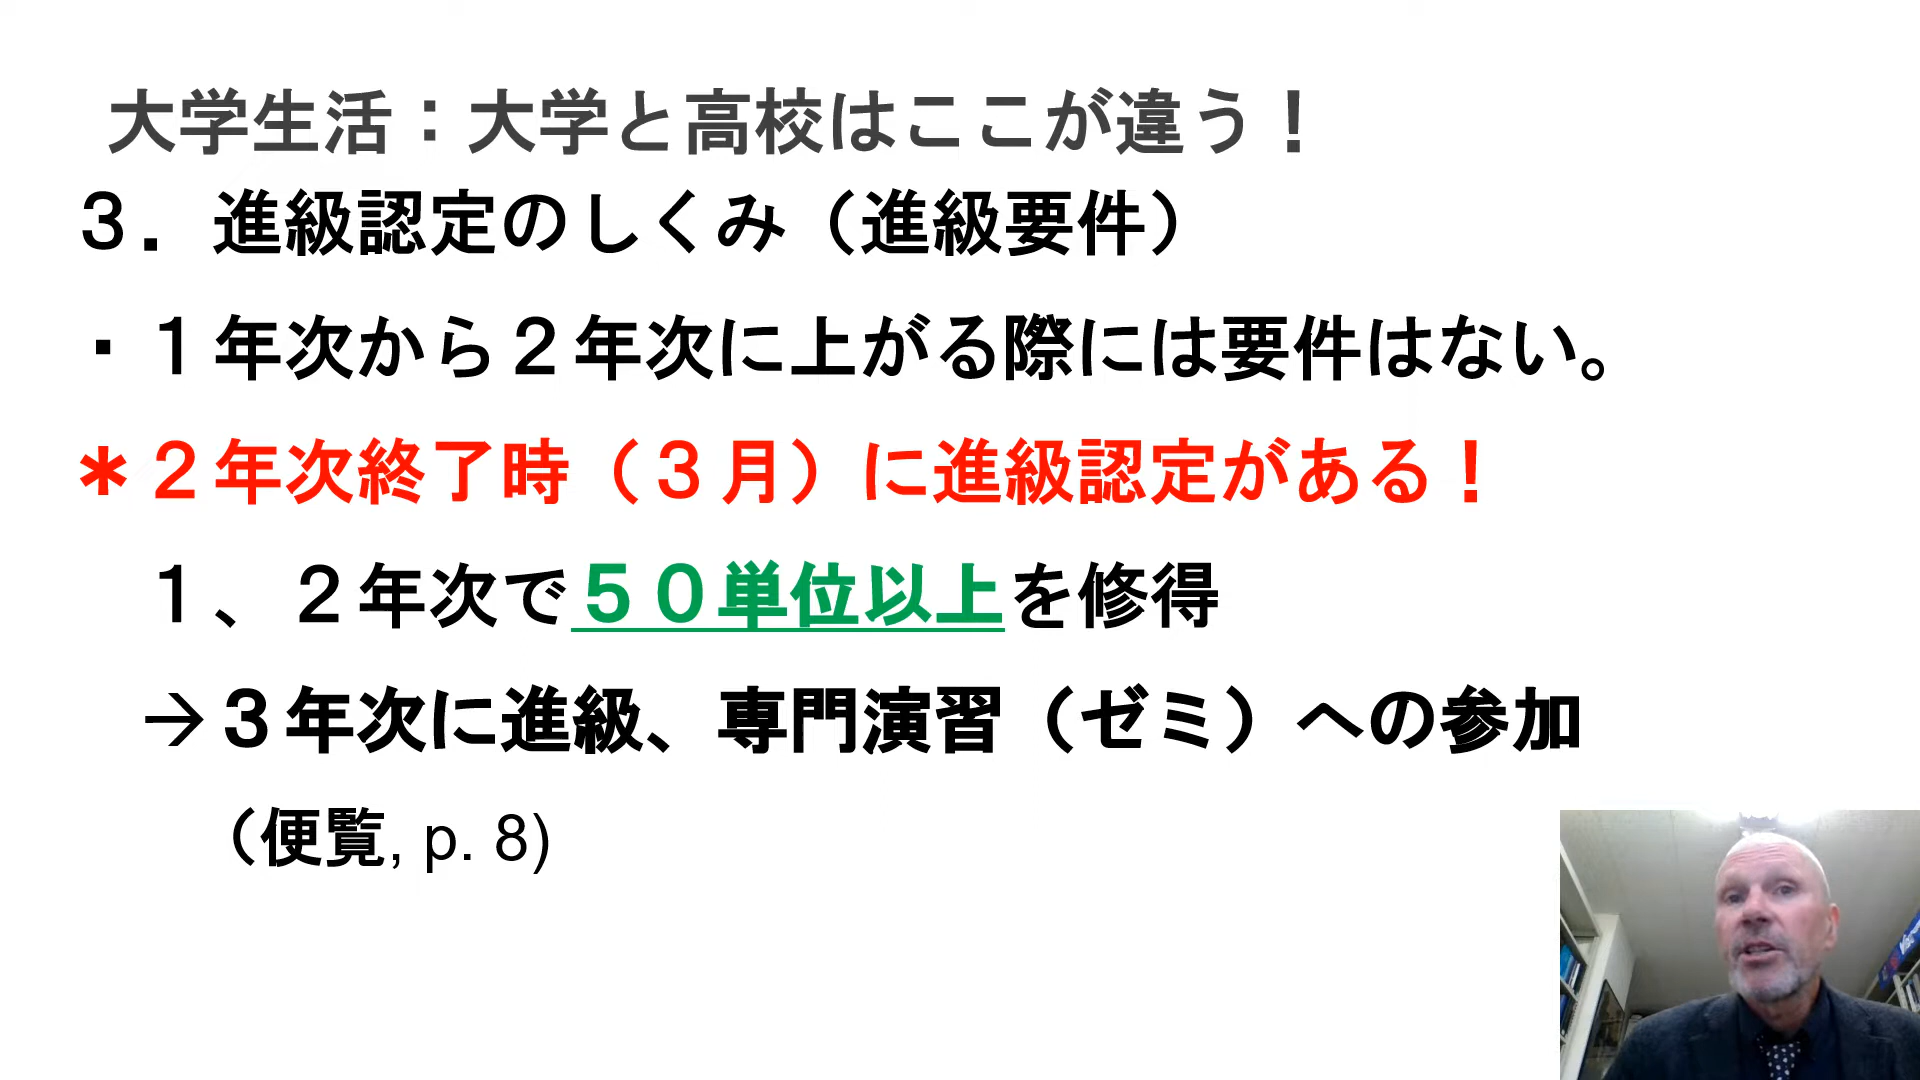 大学生活：大学と高校はここが違う！
３．進級認定のしくみ（進級要件）
・１年次から２年次に上がる際には要件はない。
＊２年次終了時（３月）に進級認定がある！
１、２年次で５０単位以上を修得
→３年次に進級、専門演習（ゼミ）への参加
（便覧, p. 8)